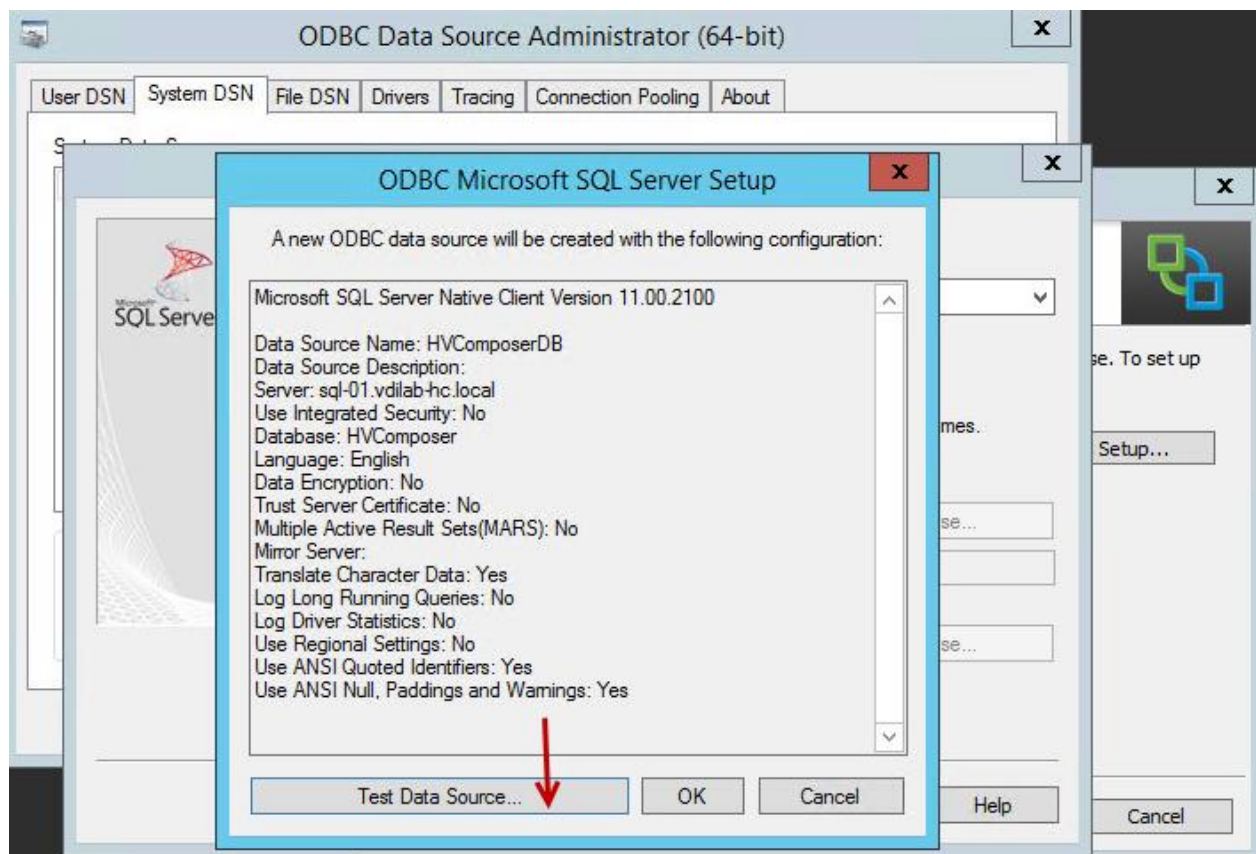 ODBC Data Source Administrator (64-bit)
x
User DSN System DSN File DSN Drivers Tracing Connection Pooling About
x
ODBC Microsoft SQL Server Setup
x
x
A new ODBC data source will be created with the following configuration:
Microsoft SQL Server Native Client Version 11.00.2100
Data Source Name: HVComposerDB
Data Source Description:
Server: sql-01.vdilab-hc.local
Use Integrated Security: No
Database: HVComposer
Language: English
Data Encryption: No
Trust Server Certificate: No
Multiple Active Result Sets(MARS): No
Mirror Server:
Translate Character Data: Yes
Log Long Running Queries: No
Log Driver Statistics: No
Use Regional Settings: No
Use ANSI Quoted Identifiers: Yes
Use ANSI Null, Paddings and Warnings: Yes
Test Data Source... OK Cancel
Microsoft
SQL Serve
mes.
se...
se...
Help
se. To set up
Setup...
Cancel